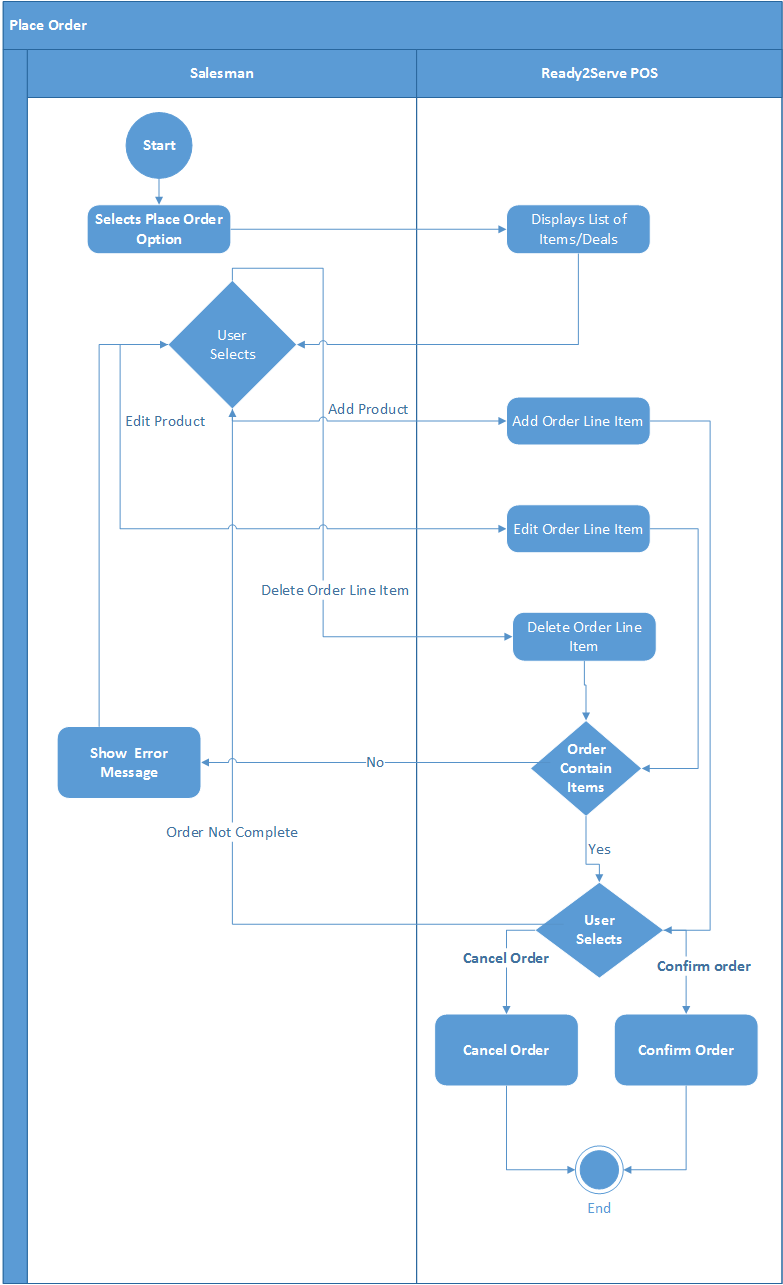 Place Order
Salesman
Ready2Serve POS
Start
Selects Place Order
Option
Displays List of
Items/Deals
User
Selects
Edit Product
Add Product
Add Order Line Item
Edit Order Line Item
Delete Order Line Item
Delete Order Line
Item
Show Error
Message
No
Order
Contain
Items
Order Not Complete
Yes
User
Selects
Cancel Order
Confirm order
Cancel Order
Confirm Order
End